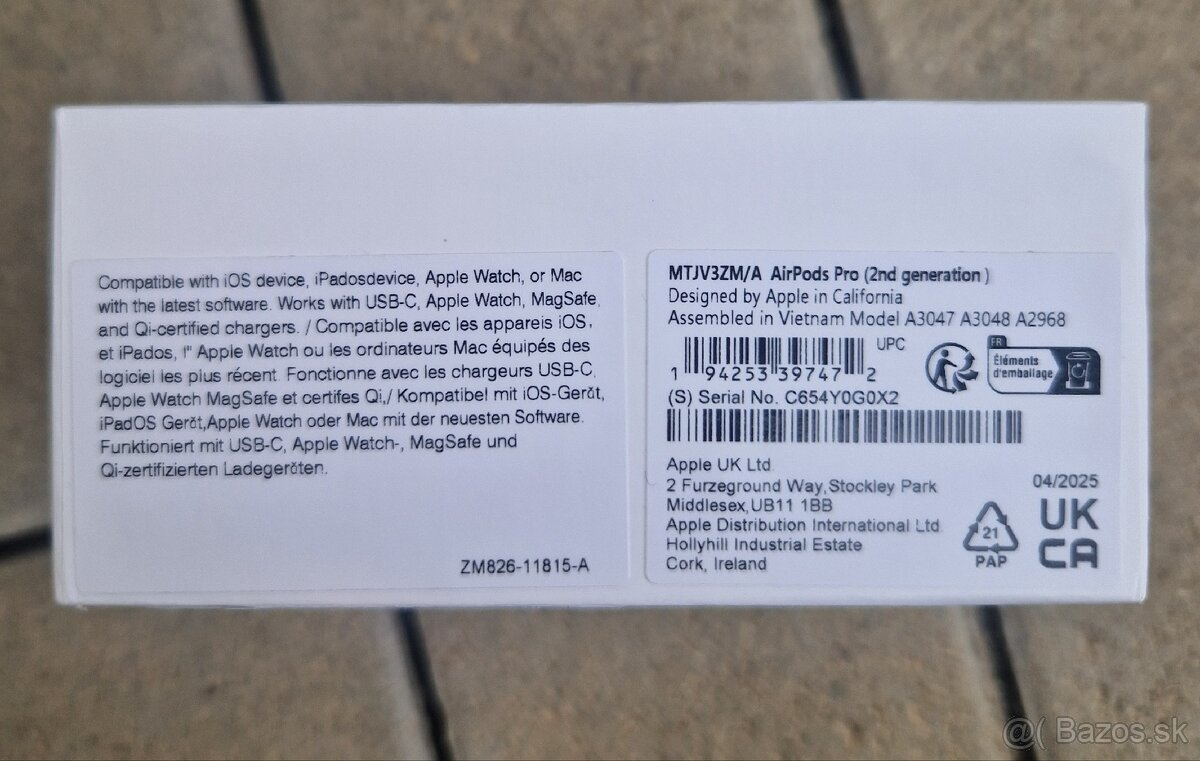 Compatible with iOS device, iPadosdevice, Apple Watch, or Mac
with the latest software. Works with USB-C, Apple Watch, MagSafe,
and Qi-certified chargers. / Compatible avec les appareils iOS,
et iPados, l" Apple Watch ou les ordinateurs Mac équipés des
logiciel les plus récent. Fonctionne avec les chargeurs USB-C,
Apple Watch MagSafe et certifes Qi,/ Kompatibel mit iOS-Gerät,
iPadOS Gerät,Apple Watch oder Mac mit der neuesten Software.
Funktioniert mit USB-C, Apple Watch-, MagSafe und
Qi-zertifizierten Ladegeräten.
ZM826-11815-A
MTJV3ZM/A AirPods Pro (2nd generation)
Designed by Apple in California
Assembled in Vietnam Model A3047 A3048 A2968
UPC
1 94253 39747 2
FR
Éléments
d'emballage
(S) Serial No. C654Y0G0X2
Apple UK Ltd
2 Furzeground Way,Stockley Park
Middlesex,UB11 1BB
Apple Distribution International Ltd
Hollyhill Industrial Estate
Cork, Ireland
21
PAP
04/2025
UK
CA
@( Bazos.sk